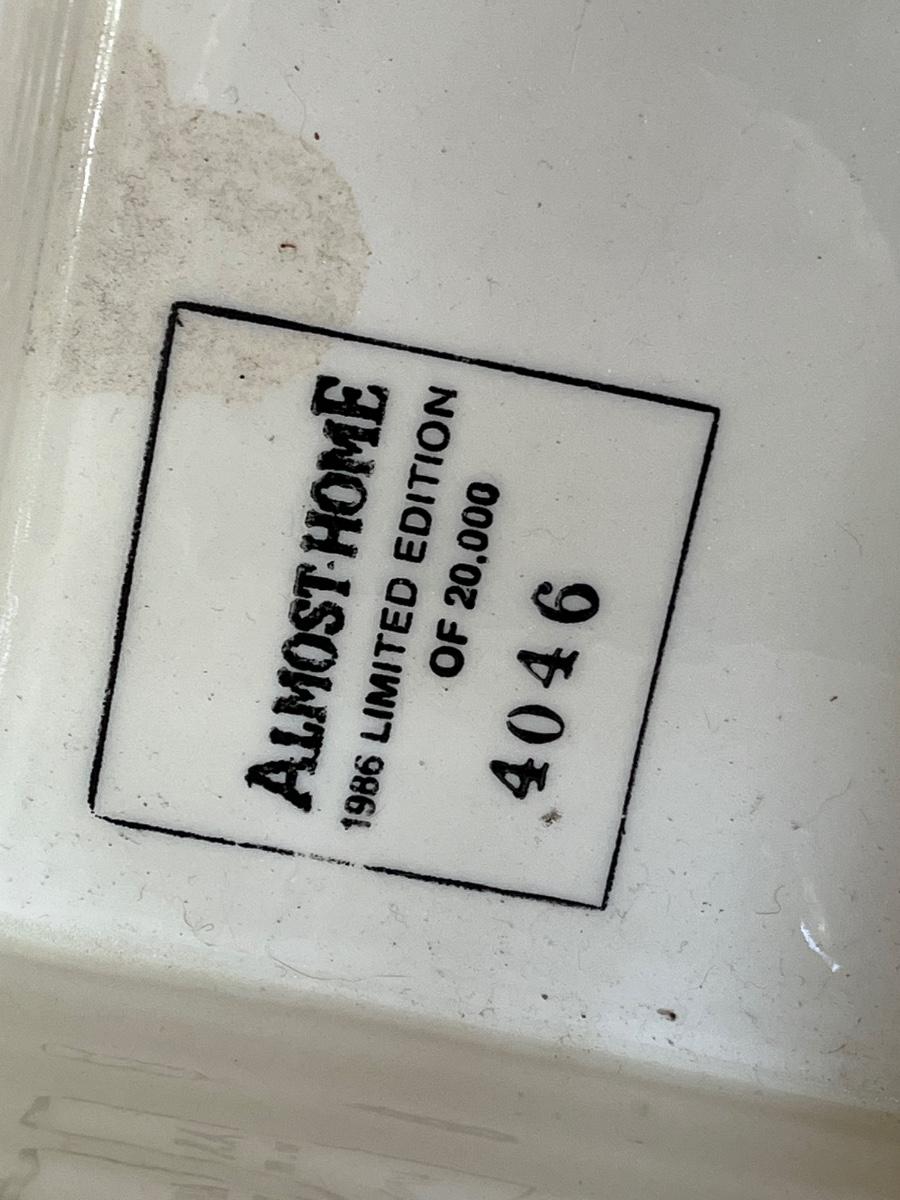 ALMOST HOME
1986 LIMITED EDITION
OF 20,000
4046